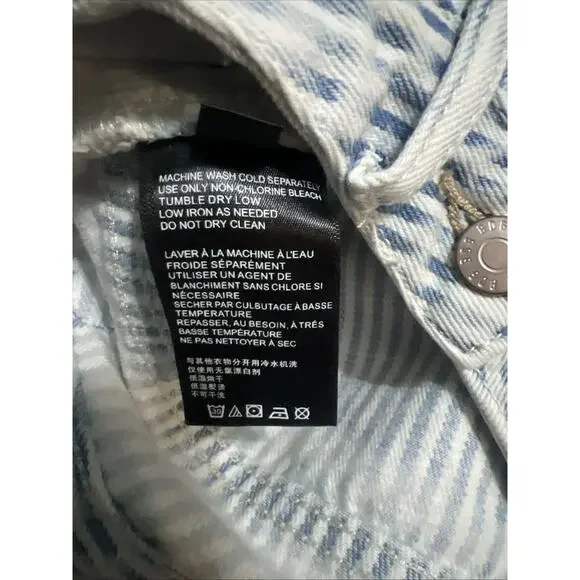 MACHINE WASH COLD SEPARATELY
USE ONLY NON-CHLORINE BLEACH
TUMBLE DRY LOW
LOW IRON AS NEEDED
DO NOT DRY CLEAN
LAVER À LA MACHINE À L'EAU
FROIDE SÉPARÉMENT
UTILISER UN AGENT DE
BLANCHIMENT SANS CHLORE SI
NÉCESSAIRE
SECHER PAR CULBUTAGE À BASSE
TEMPERATURE
REPASSER, AU BESOIN, À TRÉS
BASSE TEMPÉRATURE
NE PAS NETTOYER À SEC
与其他衣物分开用冷水机洗
仅使用无氯漂白剂
低温烘干
低温熨烫
不可干洗
30